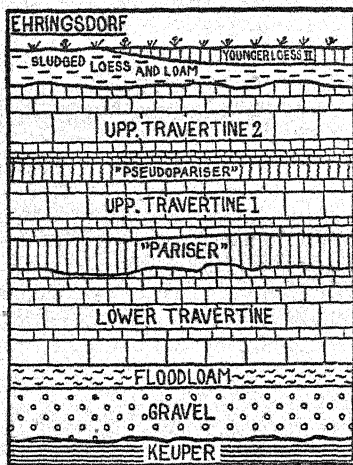 EHRINGSDORF
YOUNGER LOESS II
SLUDGED LOESS AND LOAM
UPP. TRAVERTINE 2
"PSEUDOPARISER"
UPP. TRAVERTINE 1
"PARISER"
LOWER TRAVERTINE
FLOODLOAM
GRAVEL
KEUPER